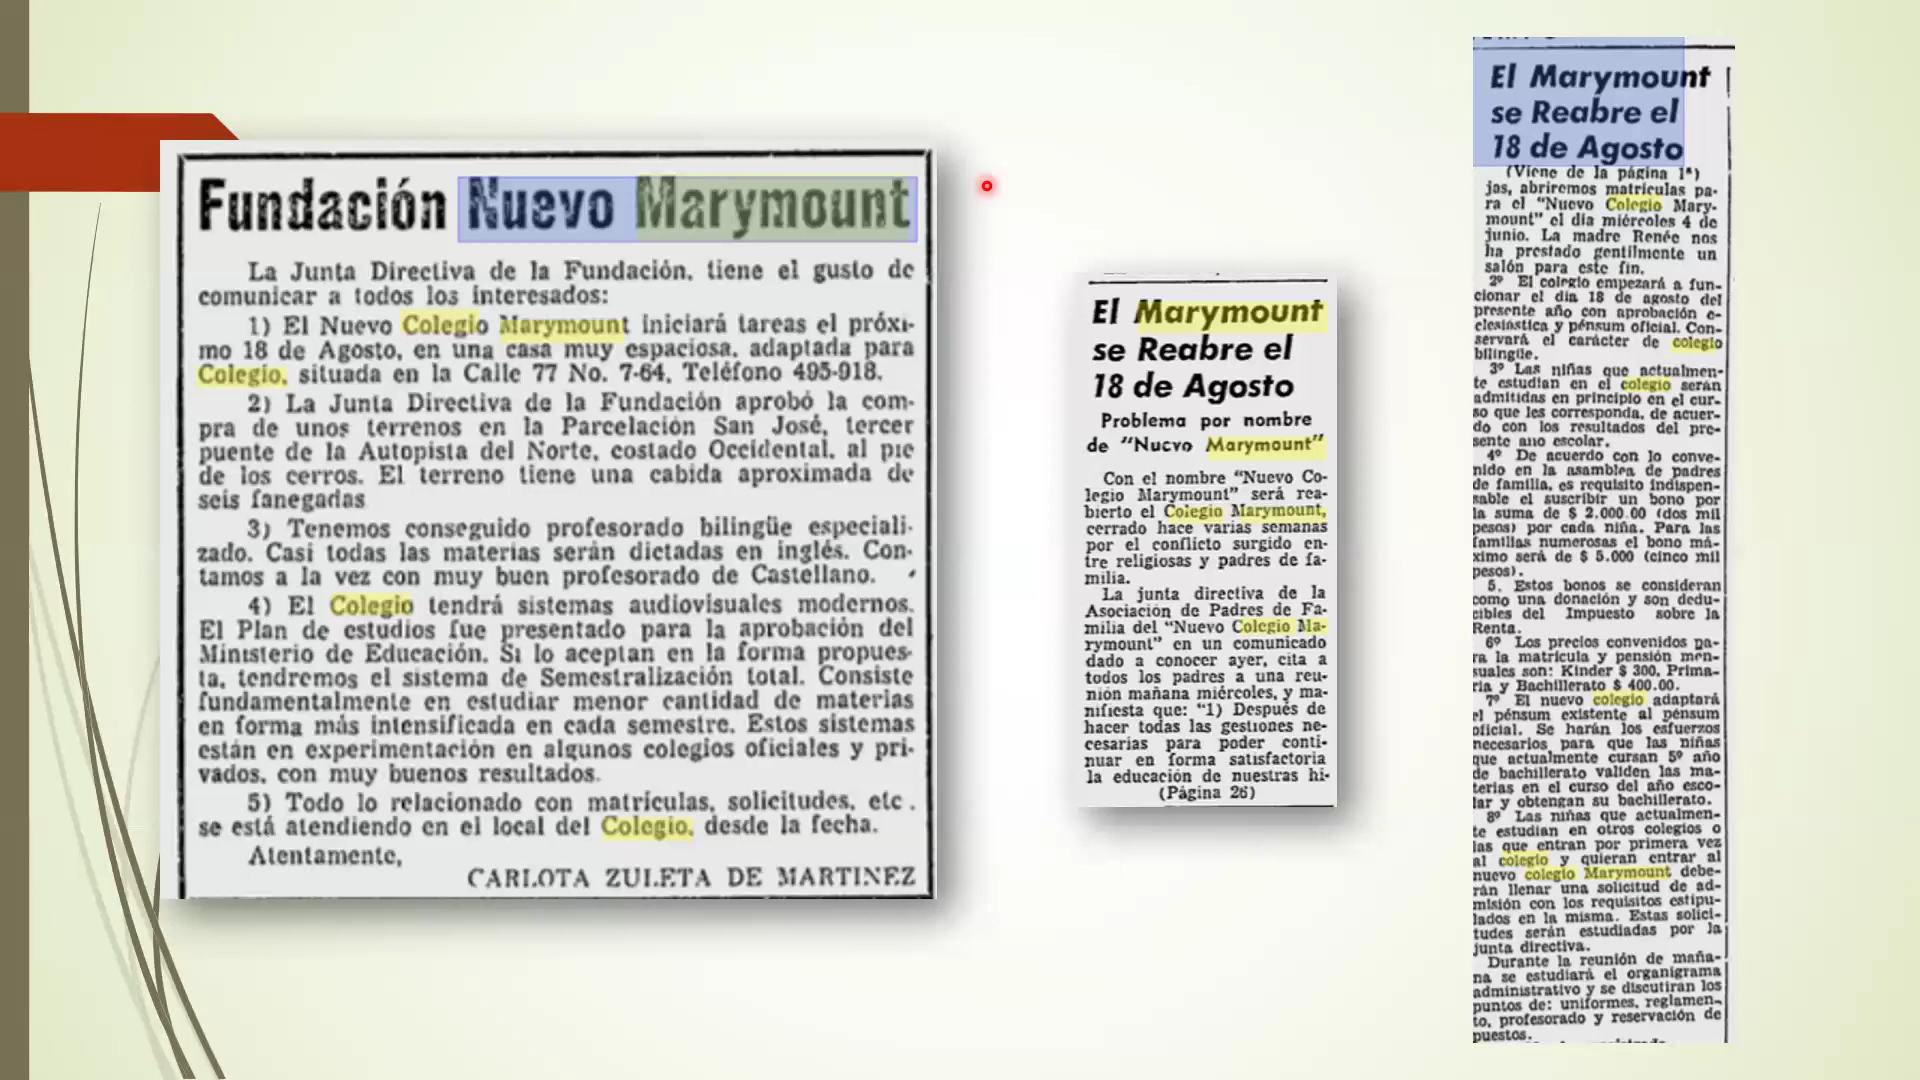 Fundación Nuevo Marymount
La Junta Directiva de la Fundación, tiene el gusto de
comunicar a todos los interesados:
1) El Nuevo Colegio Marymount iniciará tareas el próxi-
mo 18 de Agosto, en una casa muy espaciosa, adaptada para
Colegio, situada en la Calle 77 No. 7-64, Teléfono 495-918.
2) La Junta Directiva de la Fundación aprobó la com-
pra de unos terrenos en la Parcelación San José, tercer
puente de la Autopista del Norte, costado Occidental, al pie
de los cerros. El terreno tiene una cabida aproximada de
seis fanegadas
3) Tenemos conseguido profesorado bilingüe especiali-
zado. Casi todas las materias serán dictadas en inglés. Con-
tamos a la vez con muy buen profesorado de Castellano.
4) El Colegio tendrá sistemas audiovisuales modernos.
El Plan de estudios fue presentado para la aprobación del
Ministerio de Educación. Si lo aceptan en la forma propues-
ta, tendremos el sistema de Semestralización total. Consiste
fundamentalmente en estudiar menor cantidad de materias
en forma más intensificada en cada semestre. Estos sistemas
están en experimentación en algunos colegios oficiales y pri-
vados, con muy buenos resultados.
5) Todo lo relacionado con matrículas, solicitudes, etc.
se está atendiendo en el local del Colegio, desde la fecha.
Atentamente,
CARLOTA ZULETA DE MARTINEZ
El Marymount
se Reabre el
18 de Agosto
Problema por nombre
de "Nuevo Marymount"
Con el nombre "Nuevo Co-
legio Marymount" será rea-
bierto el Colegio Marymount,
cerrado hace varias semanas
por el conflicto surgido en-
tre religiosas y padres de fa-
milia.
La junta directiva de la
Asociación de Padres de Fa-
milia del "Nuevo Colegio Ma-
rymount" en un comunicado
dado a conocer ayer, cita a
todos los padres a una reu-
nión mañana miércoles, y ma-
nifiesta que: "1) Después de
hacer todas las gestiones ne-
cesarias para poder conti-
nuar en forma satisfactoria
la educación de nuestras hi-
(Página 26)
El Marymount
se Reabre el
18 de Agosto
(Viene de la página 1ª)
jas, abriremos matrículas pa-
ra el "Nuevo Colegio Mary-
mount" el día miércoles 4 de
junio. La madre Renée nos
ha prestado gentilmente un
salón para este fin.
2º El colegio empezará a fun-
cionar el día 18 de agosto del
presente año con aprobación e-
clesiástica y pénsum oficial. Con-
servará el carácter de colegio
bilingüe.
3º Las niñas que actualmen-
te estudian en el colegio serán
admitidas en principio en el cur-
so que les corresponda, de acuer-
do con los resultados del pre-
sente ano escolar.
4º De acuerdo con lo conve-
nido en la asamblea de padres
de familia, es requisito indispen-
sable el suscribir un bono por
la suma de $ 2.000.00 (dos mil
pesos) por cada niña. Para las
familias numerosas el bono má-
ximo será de $ 5.000 (cinco mil
pesos).
5. Estos bonos se consideran
como una donación y son dedu-
cibles del Impuesto sobre la
Renta.
6º Los precios convenidos pa-
ra la matrícula y pensión men-
suales son: Kinder $ 300, Prima-
ria y Bachillerato $ 400.00.
7º El nuevo colegio adaptará
el pénsum existente al pénsum
oficial. Se harán los esfuerzos
necesarios para que las niñas
que actualmente cursan 5º año
de bachillerato validen las ma-
terias en el curso del año esco-
lar y obtengan su bachillerato.
8º Las niñas que actualmen-
te estudian en otros colegios o
las que entran por primera vez
al colegio y quieran entrar al
nuevo colegio Marymount debe-
rán llenar una solicitud de ad-
misión con los requisitos estipu-
lados en la misma. Estas solici-
tudes serán estudiadas por la
junta directiva.
Durante la reunión de maña-
na se estudiará el organigrama
administrativo y se discutiran los
puntos de: uniformes, reglamen-
to, profesorado y reservación de
puestos.